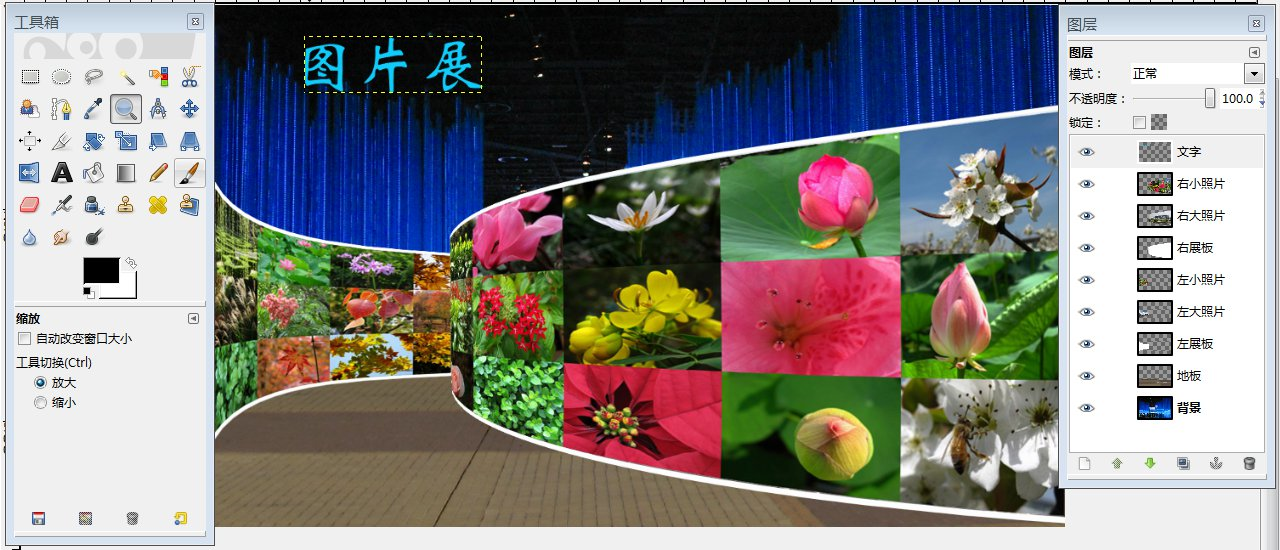 工具箱
缩放
自动改变窗口大小
工具切换(Ctrl)
放大
缩小
图片展
图层
图层
模式：
正常
不透明度：
100.0
锁定：
文字
右小照片
右大照片
右展板
左小照片
左大照片
左展板
地板
背景